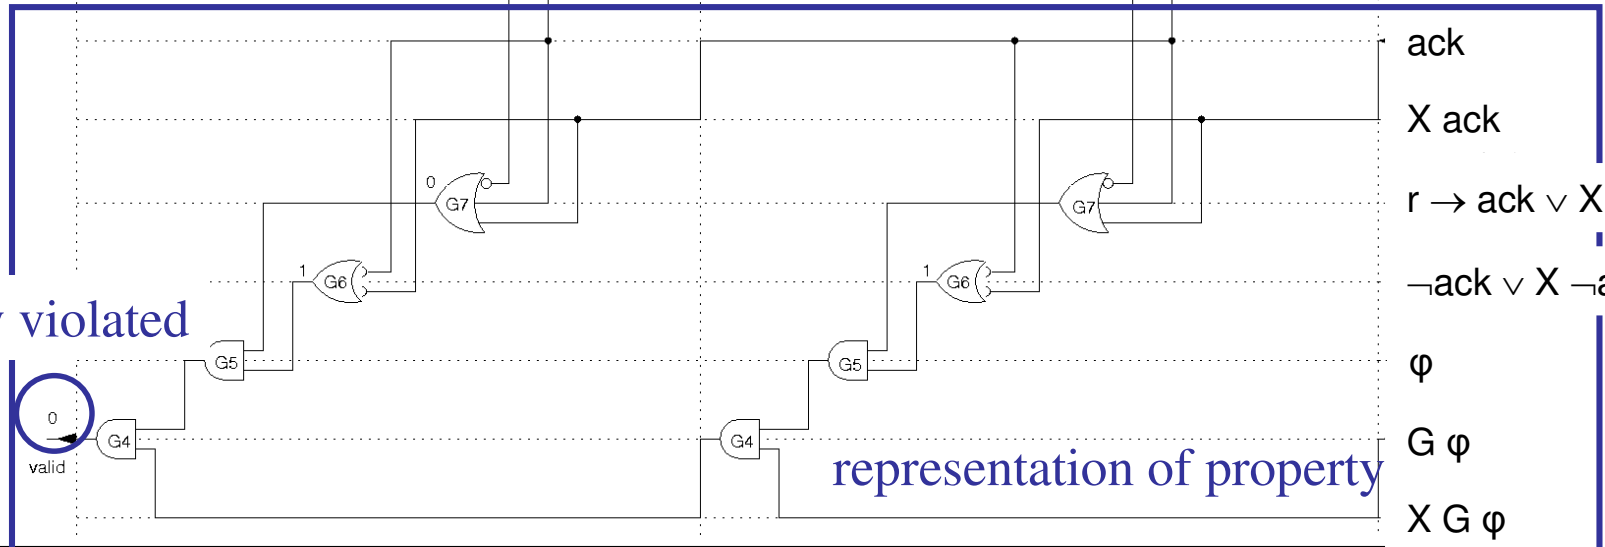 ack
X ack
0
G7
G7
r → ack ∨ X
1
G6
1
G6
¬ack ∨ X ¬a
violated
G5
G5
φ
0
G4
G4
G φ
valid
representation of property
X G φ